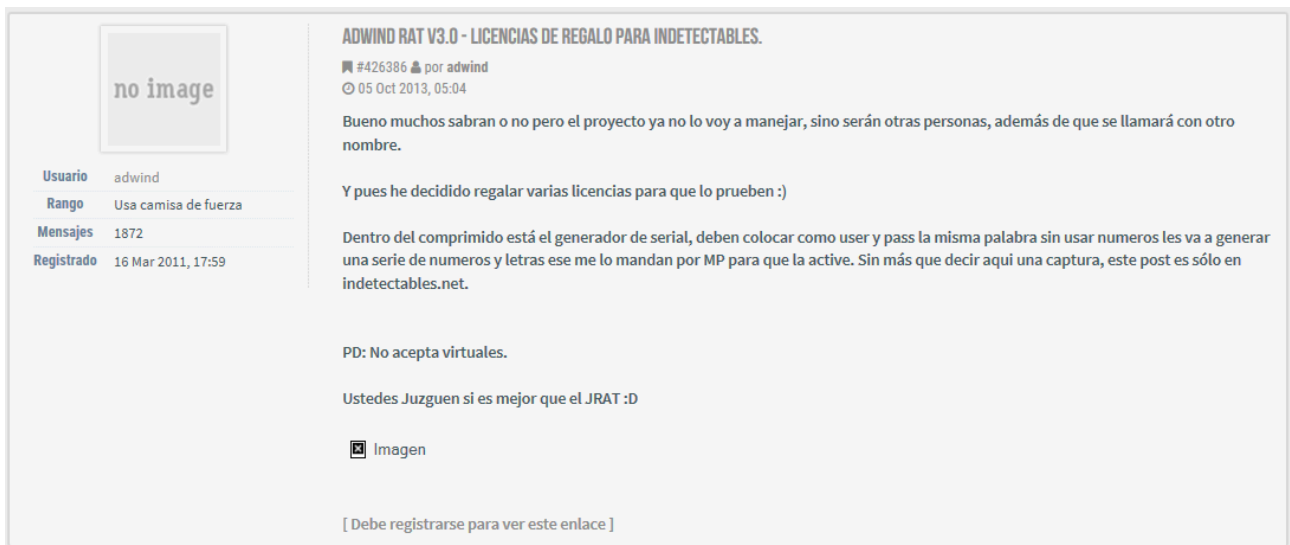 no image
Usuario adwind
Rango Usa camisa de fuerza
Mensajes 1872
Registrado 16 Mar 2011, 17:59
ADWIND RAT V3.0 - LICENCIAS DE REGALO PARA INDETECTABLES.
#426386 por adwind
05 Oct 2013, 05:04
Bueno muchos sabran o no pero el proyecto ya no lo voy a manejar, sino serán otras personas, además de que se llamará con otro
nombre.
Y pues he decidido regalar varias licencias para que lo prueben :)
Dentro del comprimido está el generador de serial, deben colocar como user y pass la misma palabra sin usar numeros les va a generar
una serie de numeros y letras ese me lo mandan por MP para que la active. Sin más que decir aqui una captura, este post es sólo en
indetectables.net.
PD: No acepta virtuales.
Ustedes Juzguen si es mejor que el JRAT :D
Imagen
[ Debe registrarse para ver este enlace ]